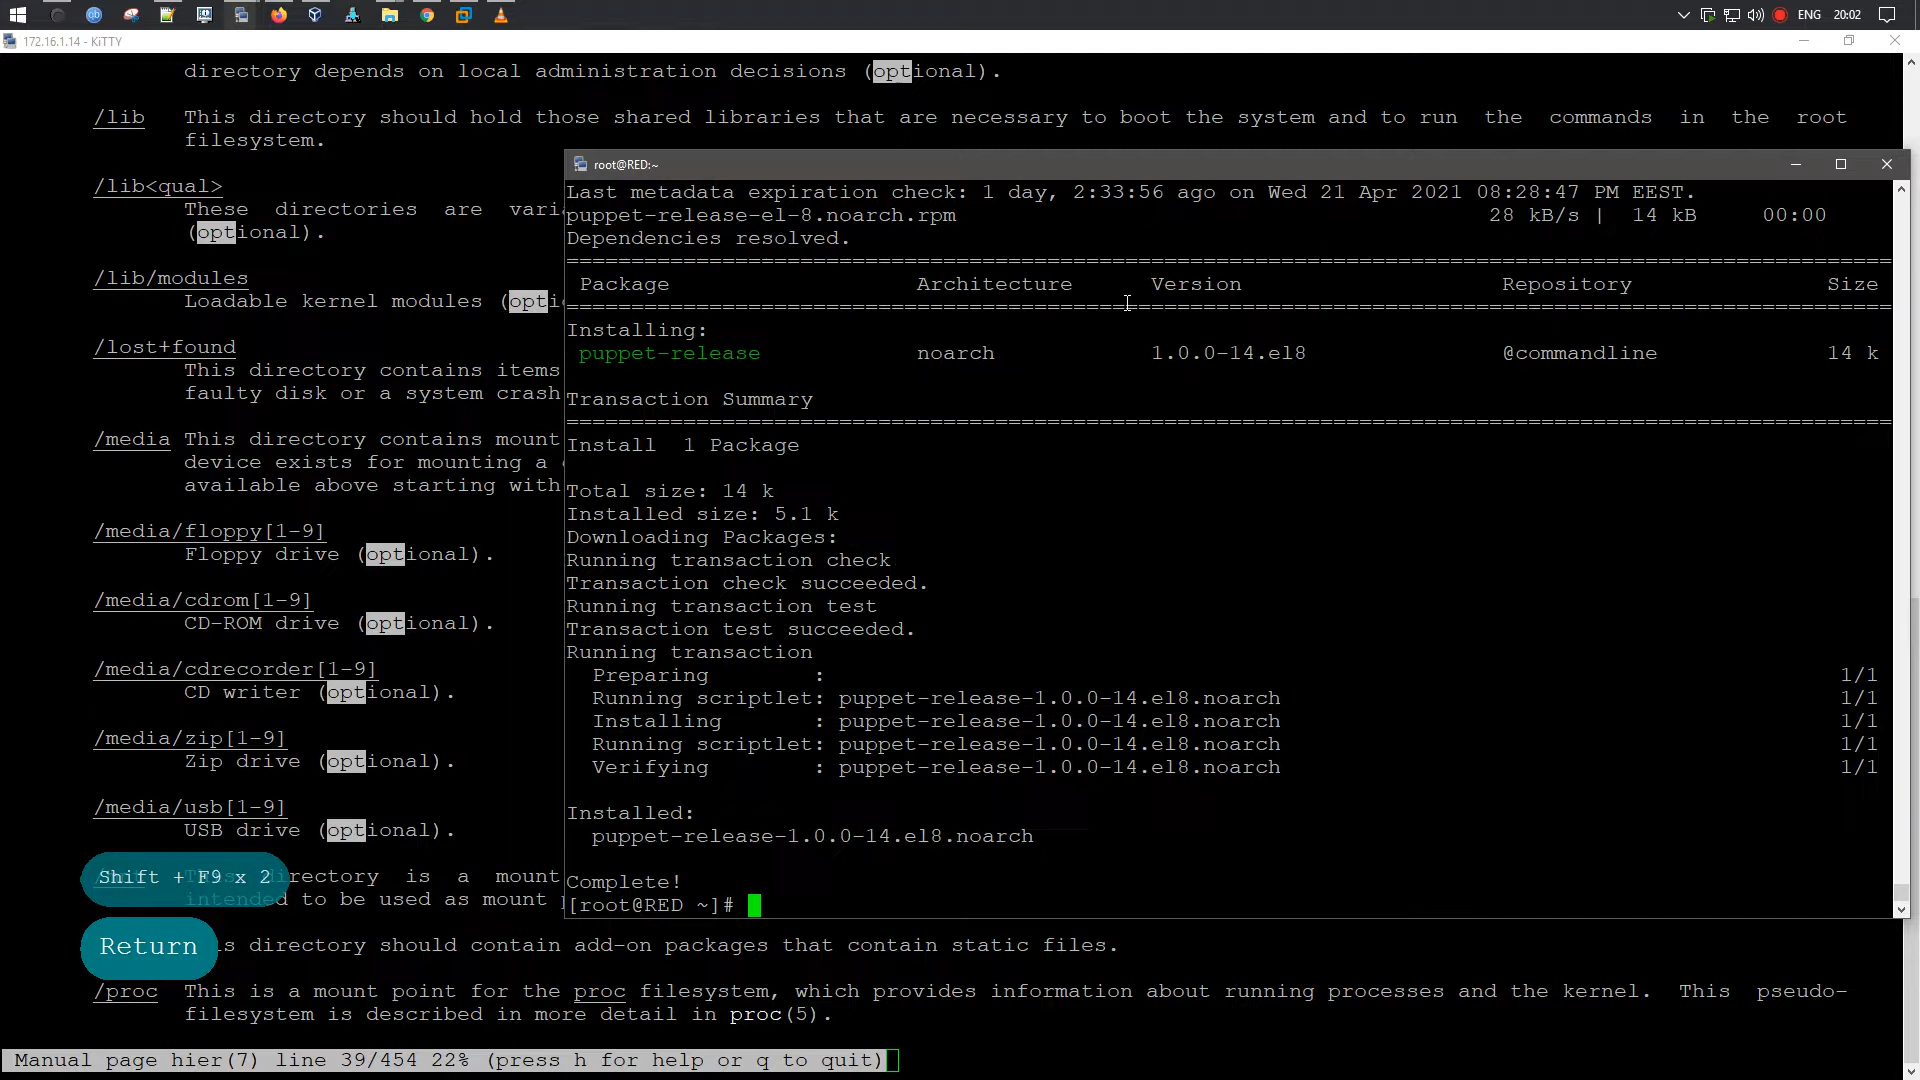 ENG 20:02
172.16.1.14 - KiTTY
directory depends on local administration decisions (optional).
/lib This directory should hold those shared libraries that are necessary to boot the system and to run the commands in the root
filesystem.
/lib<qual>
These directories are vari
(optional).
/lib/modules
Loadable kernel modules (opti
/lost+found
This directory contains items
faulty disk or a system crash
/media This directory contains mount
device exists for mounting a
available above starting with
/media/floppy[1-9]
Floppy drive (optional).
/media/cdrom[1-9]
CD-ROM drive (optional).
/media/cdrecorder[1-9]
CD writer (optional).
/media/zip[1-9]
Zip drive (optional).
/media/usb[1-9]
USB drive (optional).
directory is a mount
intended to be used as mount
is directory should contain add-on packages that contain static files.
/proc This is a mount point for the proc filesystem, which provides information about running processes and the kernel. This pseudo-
filesystem is described in more detail in proc(5).
Manual page hier(7) line 39/454 22% (press h for help or q to quit)
root@RED:~
Last metadata expiration check: 1 day, 2:33:56 ago on Wed 21 Apr 2021 08:28:47 PM EEST.
puppet-release-el-8.noarch.rpm 28 kB/s | 14 kB 00:00
Dependencies resolved.
================================================================================
Package Architecture Version Repository Size
================================================================================
Installing:
puppet-release noarch 1.0.0-14.el8 @commandline 14 k
Transaction Summary
================================================================================
Install 1 Package
Total size: 14 k
Installed size: 5.1 k
Downloading Packages:
Running transaction check
Transaction check succeeded.
Running transaction test
Transaction test succeeded.
Running transaction
Preparing : 1/1
Running scriptlet: puppet-release-1.0.0-14.el8.noarch 1/1
Installing : puppet-release-1.0.0-14.el8.noarch 1/1
Running scriptlet: puppet-release-1.0.0-14.el8.noarch 1/1
Verifying : puppet-release-1.0.0-14.el8.noarch 1/1
Installed:
puppet-release-1.0.0-14.el8.noarch
Complete!
[root@RED ~]#
Shift + F9 x 2
Return